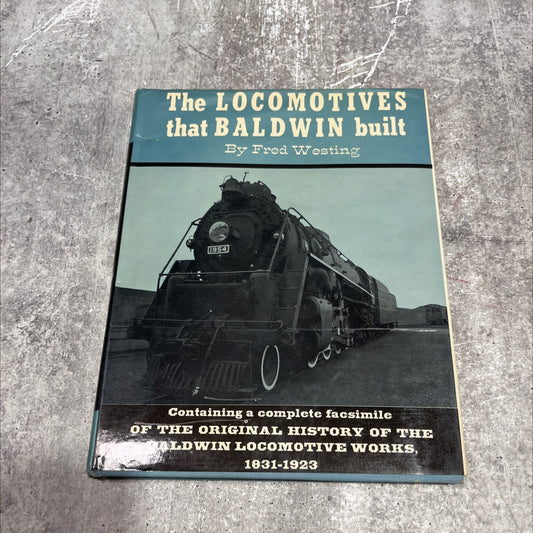 The LOCOMOTIVES
that BALDWIN built
By Fred Westing
1954
Containing a complete facsimile
OF THE ORIGINAL HISTORY OF THE
BALDWIN LOCOMOTIVE WORKS,
1831-1923